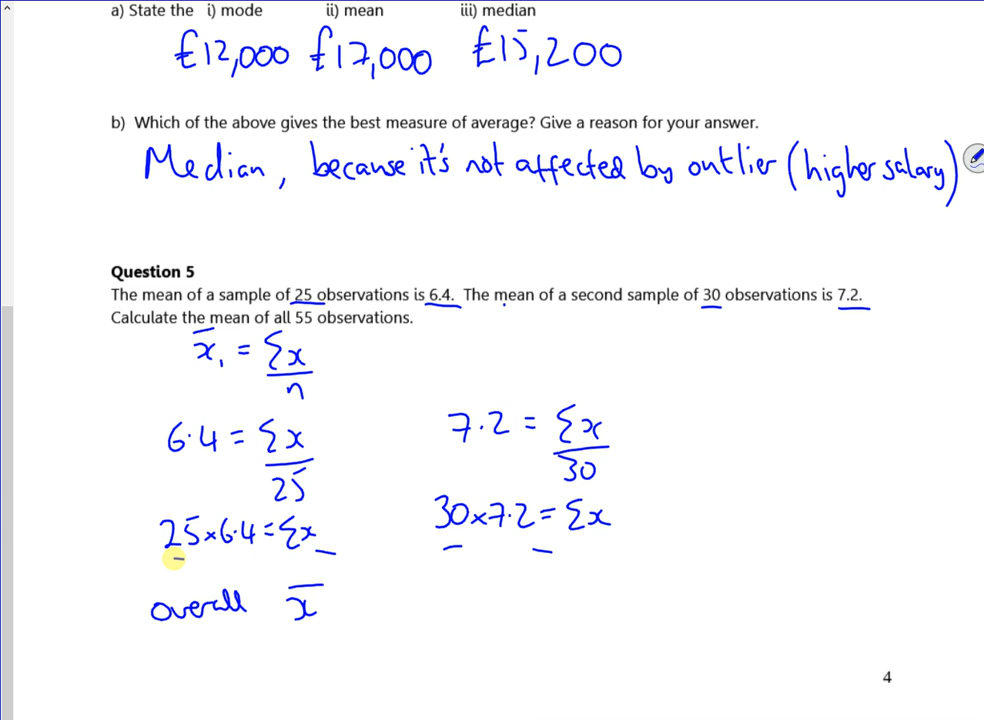 a) State the i) mode ii) mean iii) median
£12,000 £17,000 £15,200
b) Which of the above gives the best measure of average? Give a reason for your answer.
Median, because it's not affected by outlier (higher salary)
Question 5
The mean of a sample of 25 observations is 6.4. The mean of a second sample of 30 observations is 7.2.
Calculate the mean of all 55 observations.
x̄₁ = Σx
n
6.4 = Σx
25
7.2 = Σx
30
25×6.4=Σx
30×7.2=Σx
overall x̄
4